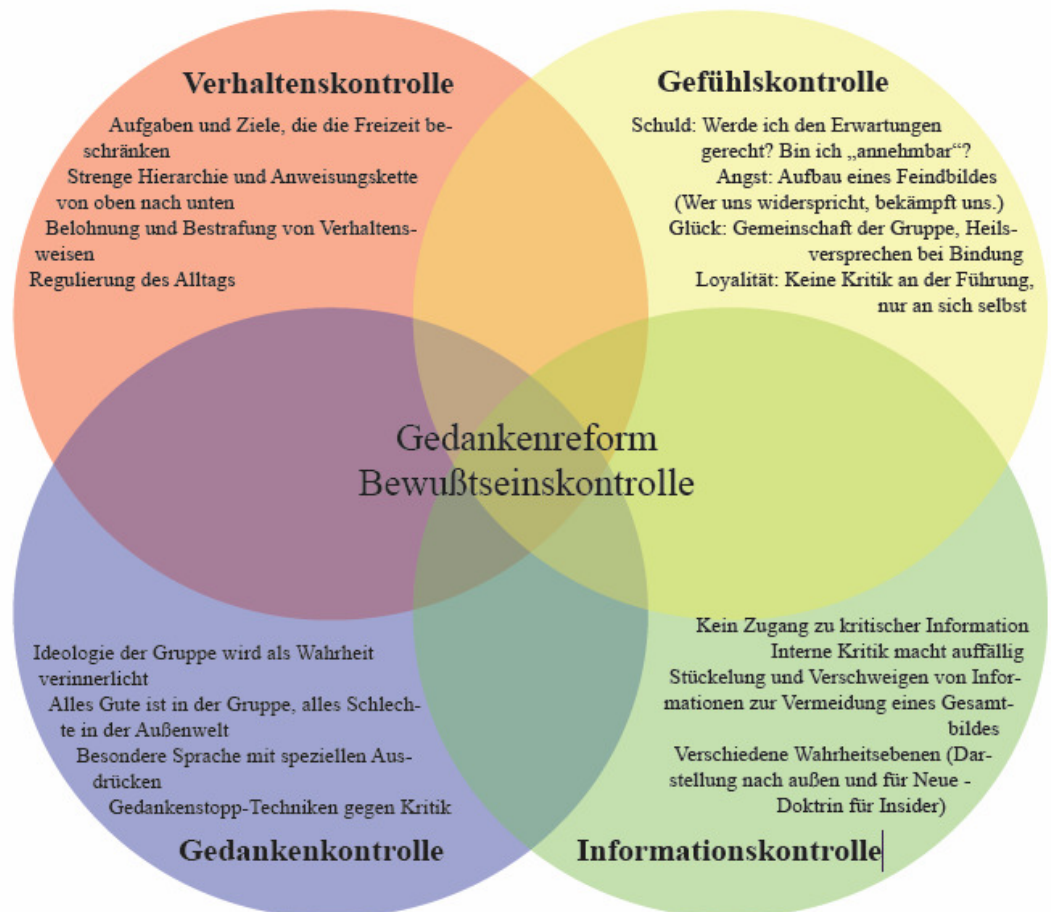 Verhaltenskontrolle
Aufgaben und Ziele, die die Freizeit be-
schränken
Strenge Hierarchie und Anweisungskette
von oben nach unten
Belohnung und Bestrafung von Verhaltens-
weisen
Regulierung des Alltags
Gefühlskontrolle
Schuld: Werde ich den Erwartungen
gerecht? Bin ich „annehmbar“?
Angst: Aufbau eines Feindbildes
(Wer uns widerspricht, bekämpft uns.)
Glück: Gemeinschaft der Gruppe, Heils-
versprechen bei Bindung
Loyalität: Keine Kritik an der Führung,
nur an sich selbst
Gedankenreform
Bewußtseinskontrolle
Ideologie der Gruppe wird als Wahrheit
verinnerlicht
Alles Gute ist in der Gruppe, alles Schlech-
te in der Außenwelt
Besondere Sprache mit speziellen Aus-
drücken
Gedankenstopp-Techniken gegen Kritik
Gedankenkontrolle
Kein Zugang zu kritischer Information
Interne Kritik macht auffällig
Stückelung und Verschweigen von Infor-
mationen zur Vermeidung eines Gesamt-
bildes
Verschiedene Wahrheitsebenen (Dar-
stellung nach außen und für Neue -
Doktrin für Insider)
Informationskontrolle